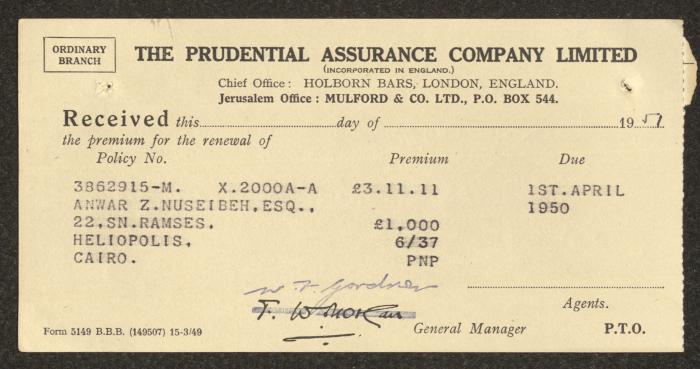 ORDINARY BRANCH
THE PRUDENTIAL ASSURANCE COMPANY LIMITED
(INCORPORATED IN ENGLAND.)
Chief Office: HOLBORN BARS, LONDON, ENGLAND.
Jerusalem Office: MULFORD & CO. LTD., P.O. BOX 544.
Received this day of 19
the premium for the renewal of
Policy No. Premium Due
3862915-M. X.2000A-A £3.11.11 1ST.APRIL
ANWAR Z.NUSEIBEH,ESQ., 1950
22,SN.RAMSES. £1,000
HELIOPOLIS, 6/37
CAIRO. PNP
Agents.
Form 5149 B.B.B. (149507) 15-3/49 General Manager P.T.O.